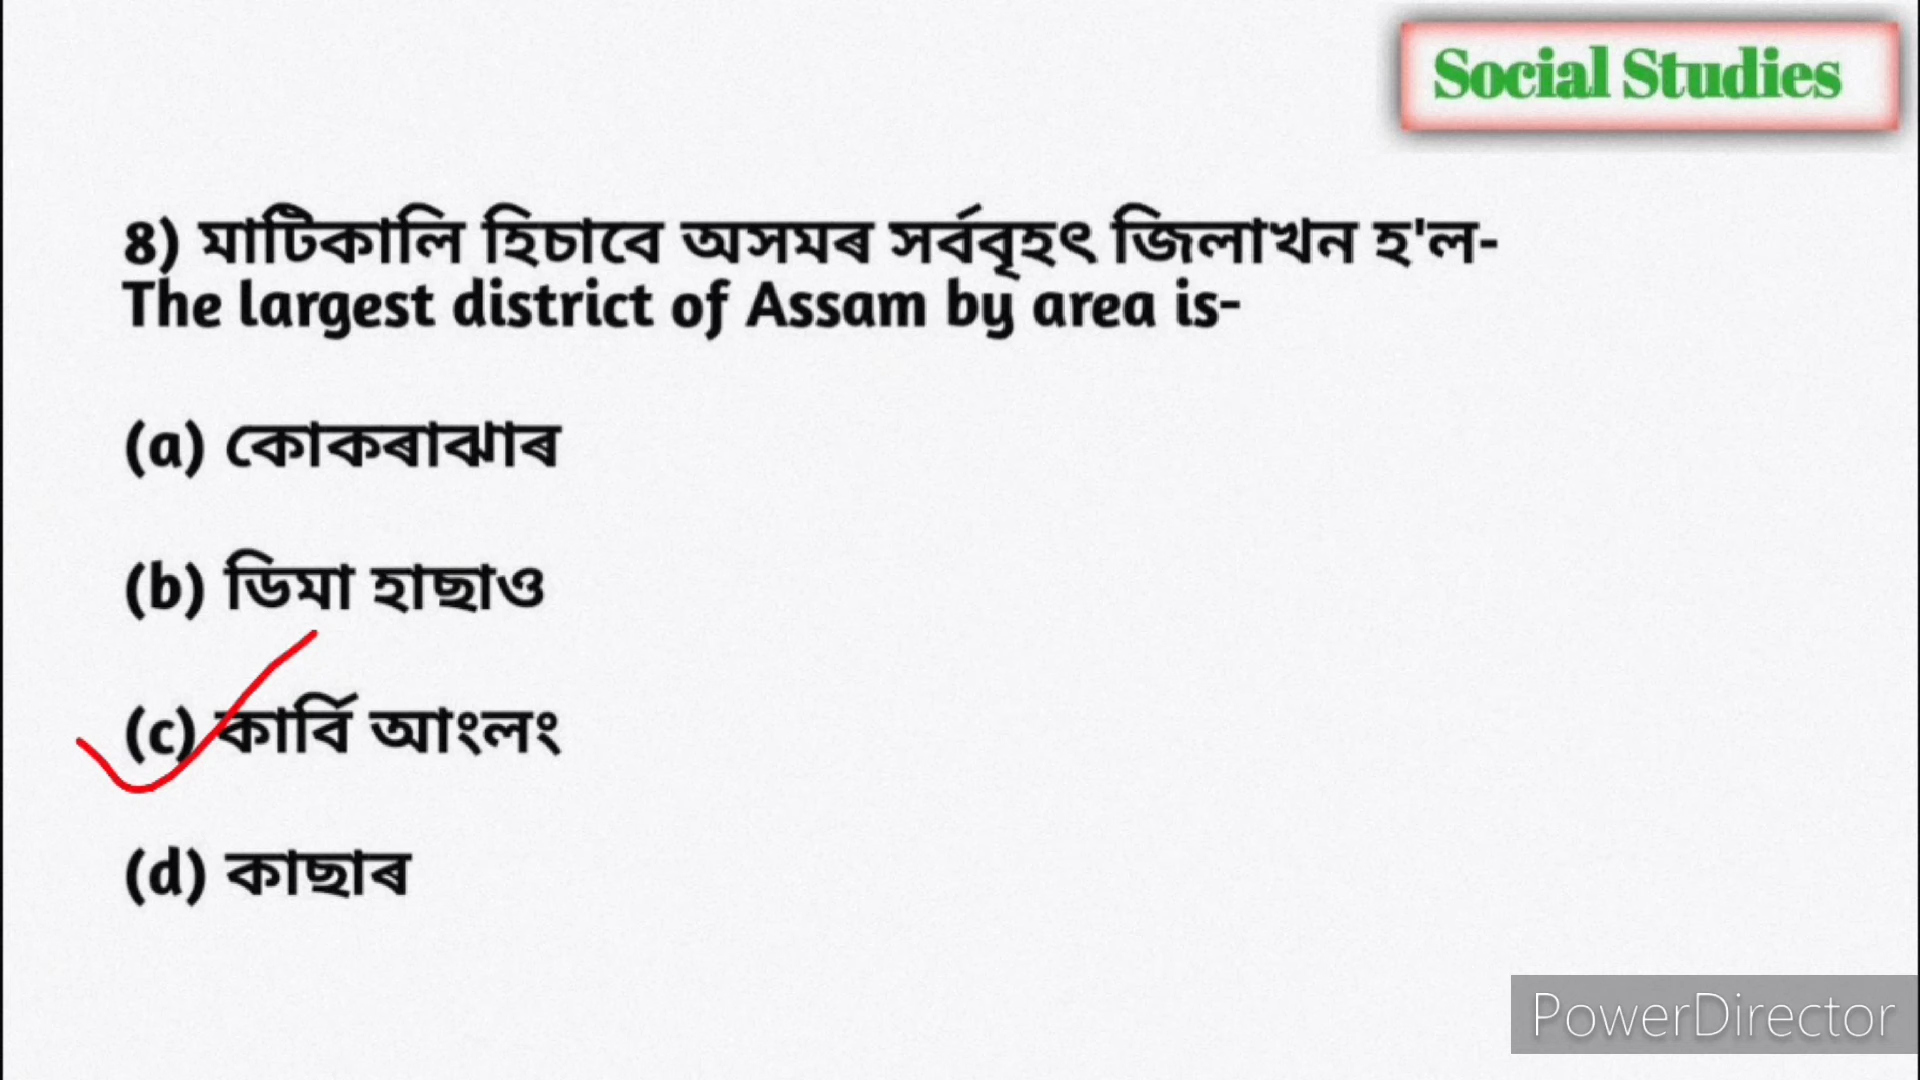 Social Studies
8) মাটিকালি হিচাবে অসমৰ সৰ্ববৃহৎ জিলাখন হ'ল-
The largest district of Assam by area is-
(a) কোকৰাঝাৰ
(b) ডিমা হাছাও
(c) কাৰ্বি আংলং
(d) কাছাৰ
PowerDirector